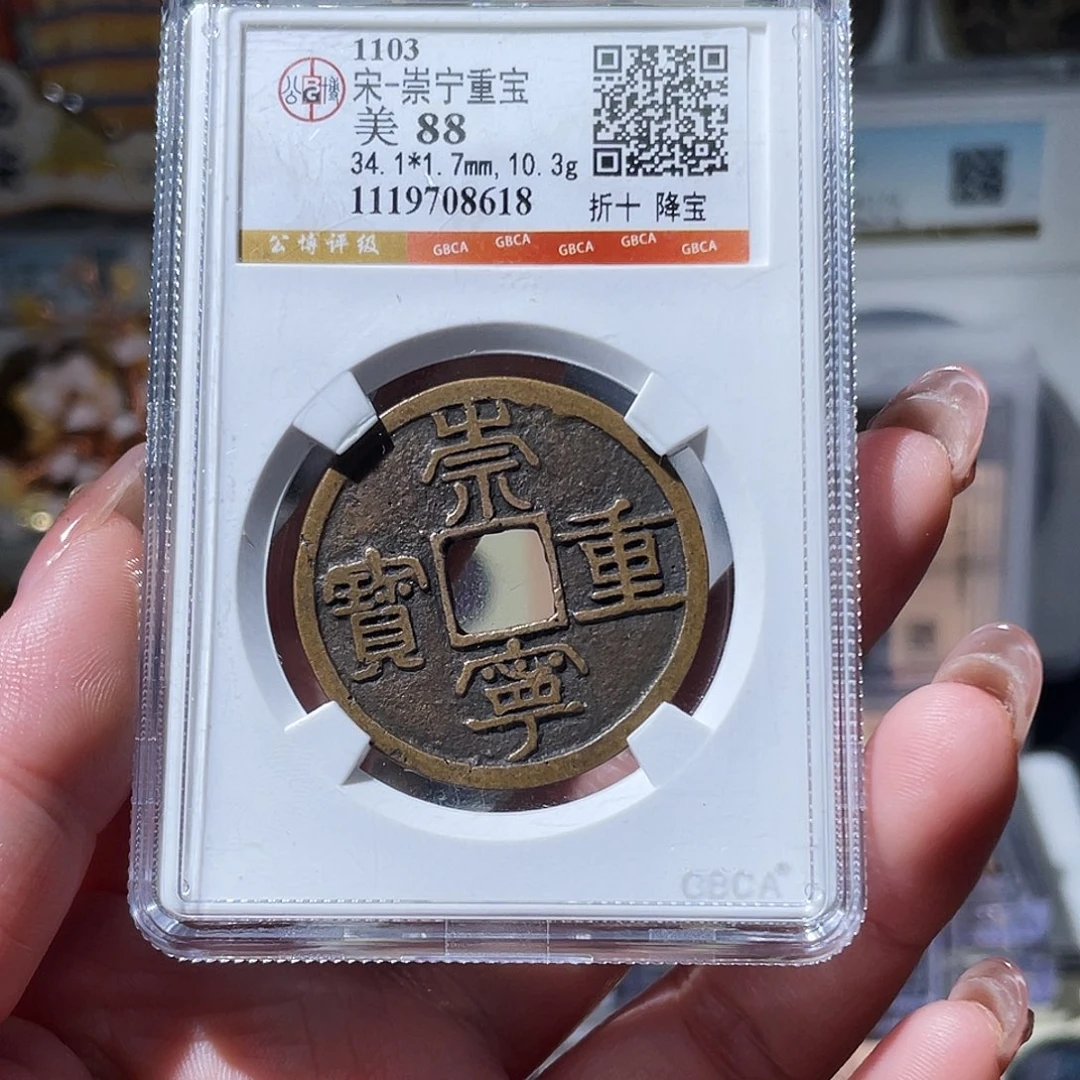 1103
宋-崇宁重宝
美 88
34.1*1.7mm,10.3g
1119708618
折十 降宝
公博评级
GBCA GBCA GBCA GBCA GBCA
崇
重
寧
寳
GBCA®